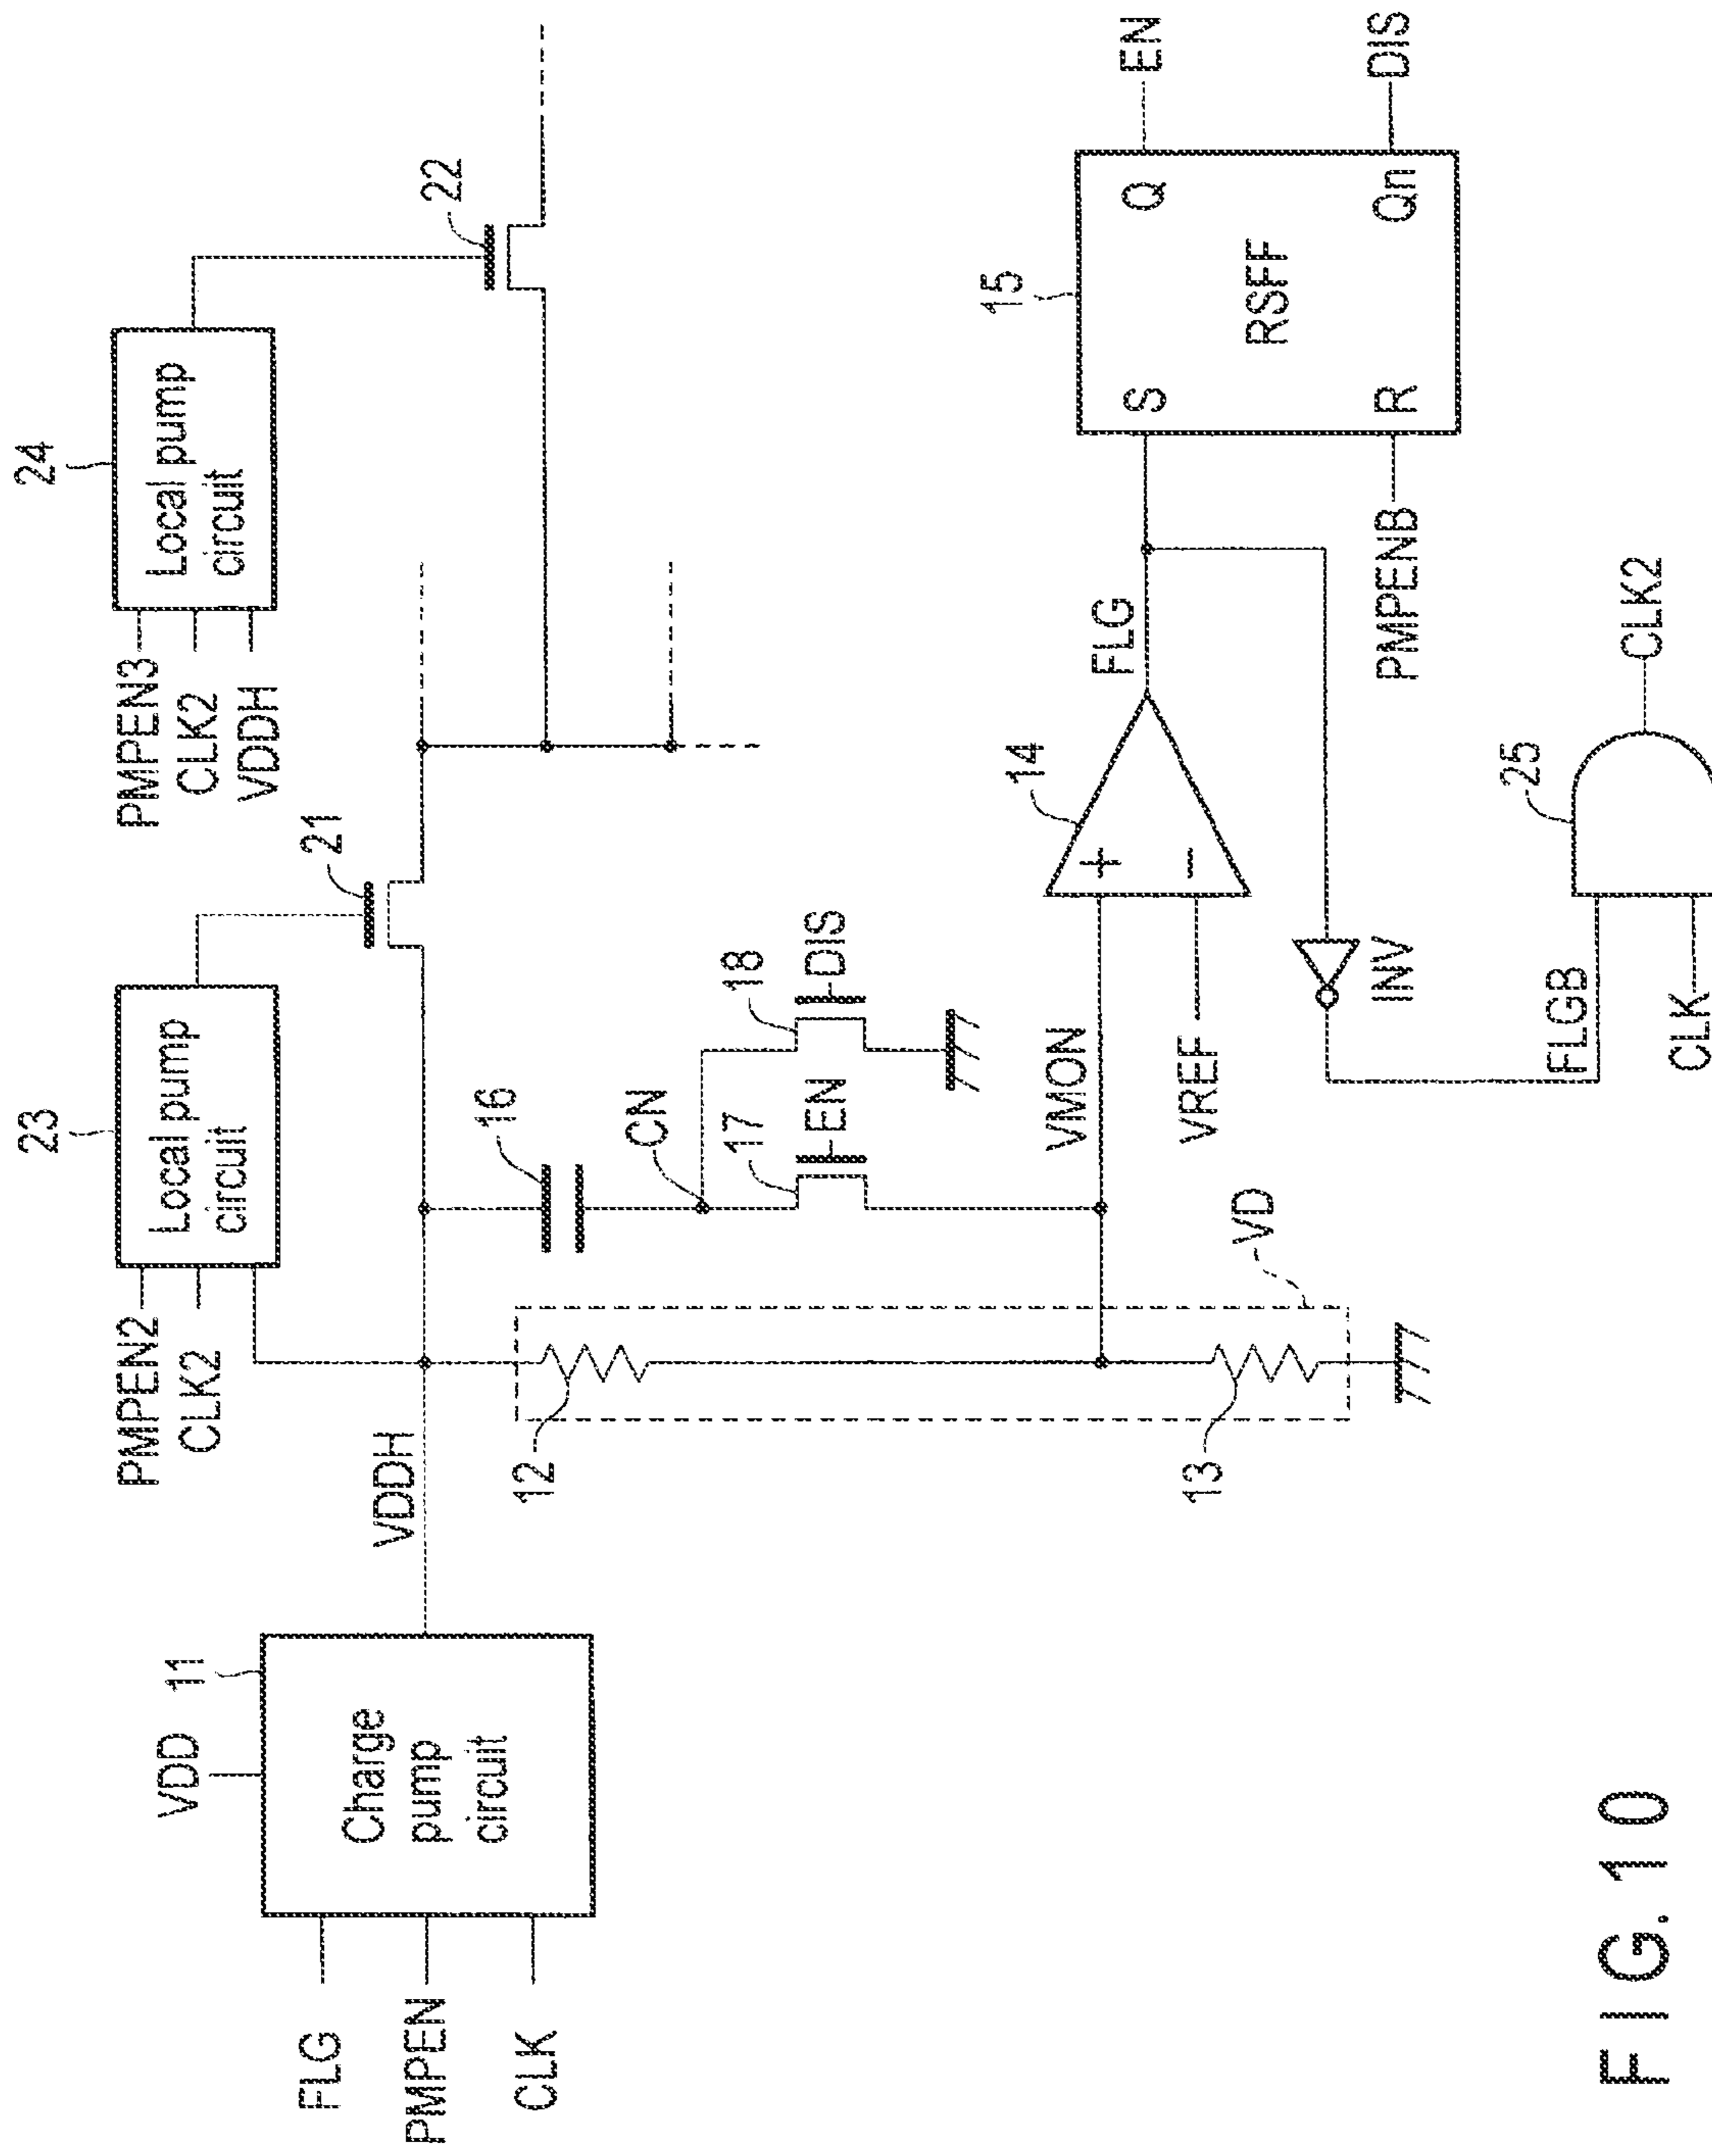 FLG
PMPEN
CLK
VDD
11
Charge
pump
circuit
VDDH
PMPEN2
CLK2
23
Local pump
circuit
21
PMPEN3
CLK2
VDDH
24
Local pump
circuit
22
12
13
VD
16
CN
17
EN
18
DIS
VMON
VREF
14
+
−
FLG
INV
FLGB
CLK
25
CLK2
PMPENB
15
S
R
RSFF
Q
Qn
EN
DIS
FIG. 10